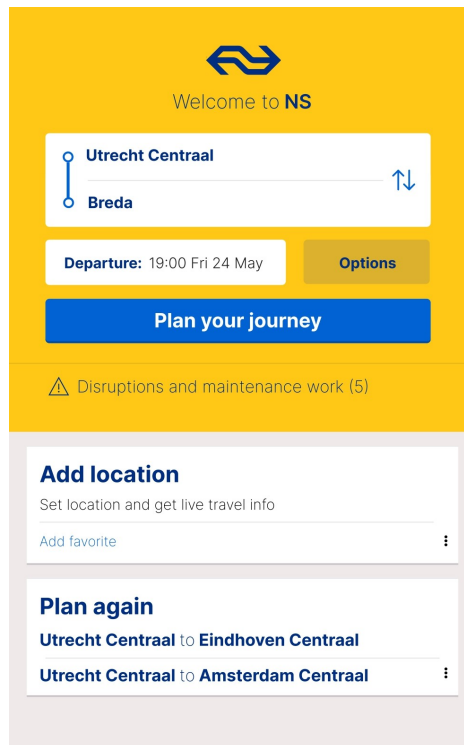 Welcome to NS
Utrecht Centraal
Breda
Departure: 19:00 Fri 24 May
Options
Plan your journey
Disruptions and maintenance work (5)
Add location
Set location and get live travel info
Add favorite
Plan again
Utrecht Centraal to Eindhoven Centraal
Utrecht Centraal to Amsterdam Centraal